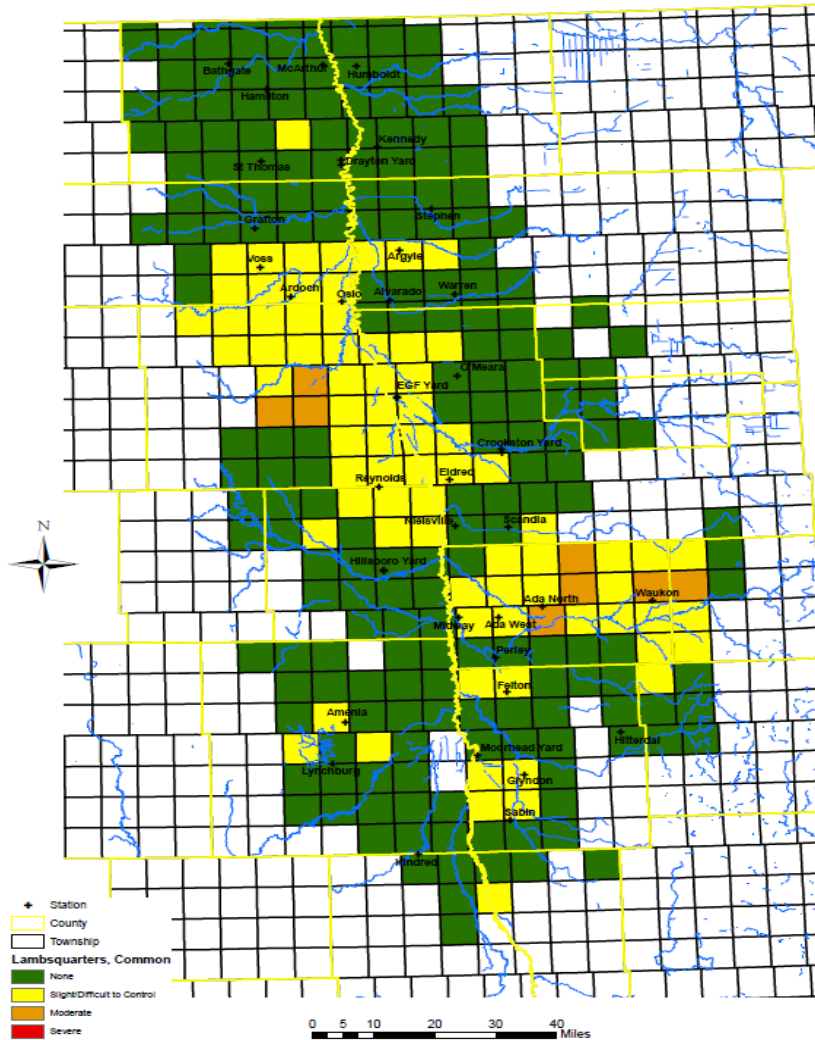 McArthur
Bathgate
Humboldt
Hamilton
Kennedy
St Thomas
Drayton Yard
Stephen
Grafton
Argyle
Voss
Ardoch
Oslo
Alvarado
Warren
O'Meara
EGF Yard
Crookston Yard
Eldred
Reynolds
Nielsville
Scandia
N
Hillsboro Yard
Ada North
Waukon
Midway
Ada West
Perley
Felton
Amenia
Hitterdal
Moorhead Yard
Lynchburg
Glyndon
Sabin
Kindred
Station
County
Township
Lambsquarters, Common
None
Slight/Difficult to Control
Moderate
Severe
0 5 10 20 30 40
Miles